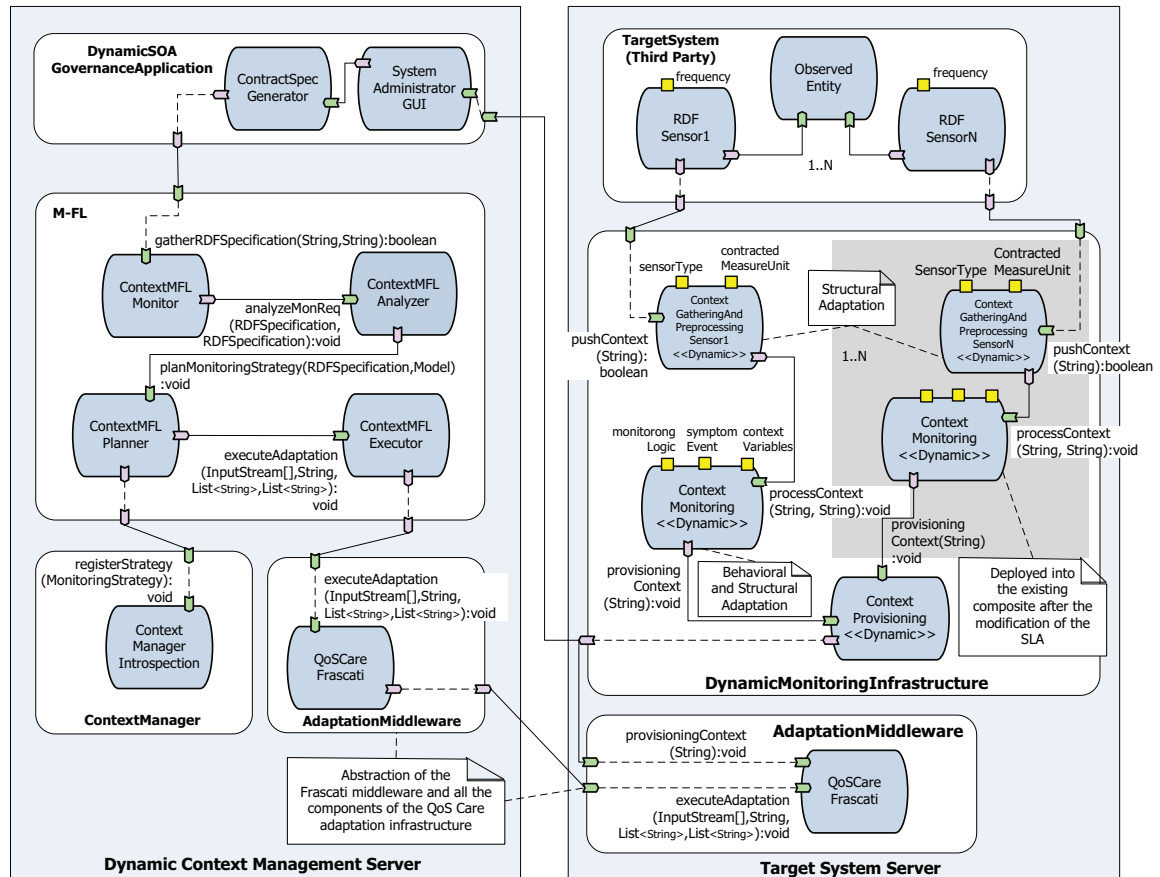 DynamicSOA
GovernanceApplication
ContractSpec
Generator
System
Administrator
GUI
M-FL
gatherRDFSpecification(String,String):boolean
ContextMFL
Monitor
ContextMFL
Analyzer
analyzeMonReq
(RDFSpecification,
RDFSpecification):void
planMonitoringStrategy(RDFSpecification,Model)
:void
ContextMFL
Planner
ContextMFL
Executor
executeAdaptation
(InputStream[],String,
List<String>,List<String>):
void
registerStrategy
(MonitoringStrategy):
void
Context
Manager
Introspection
ContextManager
executeAdaptation
(InputStream[],String,
List<String>,List<String>):void
QoSCare
Frascati
AdaptationMiddleware
Abstraction of the
Frascati middleware and all the
components of the QoS Care
adaptation infrastructure
Dynamic Context Management Server
TargetSystem
(Third Party)
frequency
Observed
Entity
frequency
RDF
Sensor1
RDF
SensorN
1..N
sensorType
contracted
MeasureUnit
Structural
Adaptation
SensorType
Contracted
MeasureUnit
Context
GatheringAnd
Preprocessing
Sensor1
<<Dynamic>>
Context
GatheringAnd
Preprocessing
SensorN
<<Dynamic>>
pushContext
(String):
boolean
1..N
pushContext
(String):boolean
monitorong
Logic
symptom
Event
context
Variables
Context
Monitoring
<<Dynamic>>
processContext
(String, String):void
Context
Monitoring
<<Dynamic>>
processContext
(String, String):void
provisioning
Context
(String):void
Behavioral
and Structural
Adaptation
provisioning
Context(String)
:void
Context
Provisioning
<<Dynamic>>
Deployed into
the existing
composite after the
modification of the
SLA
DynamicMonitoringInfrastructure
provisioningContext
(String):void
AdaptationMiddleware
QoSCare
Frascati
executeAdaptation
(InputStream[],String,
List<String>,List<String>):void
Target System Server